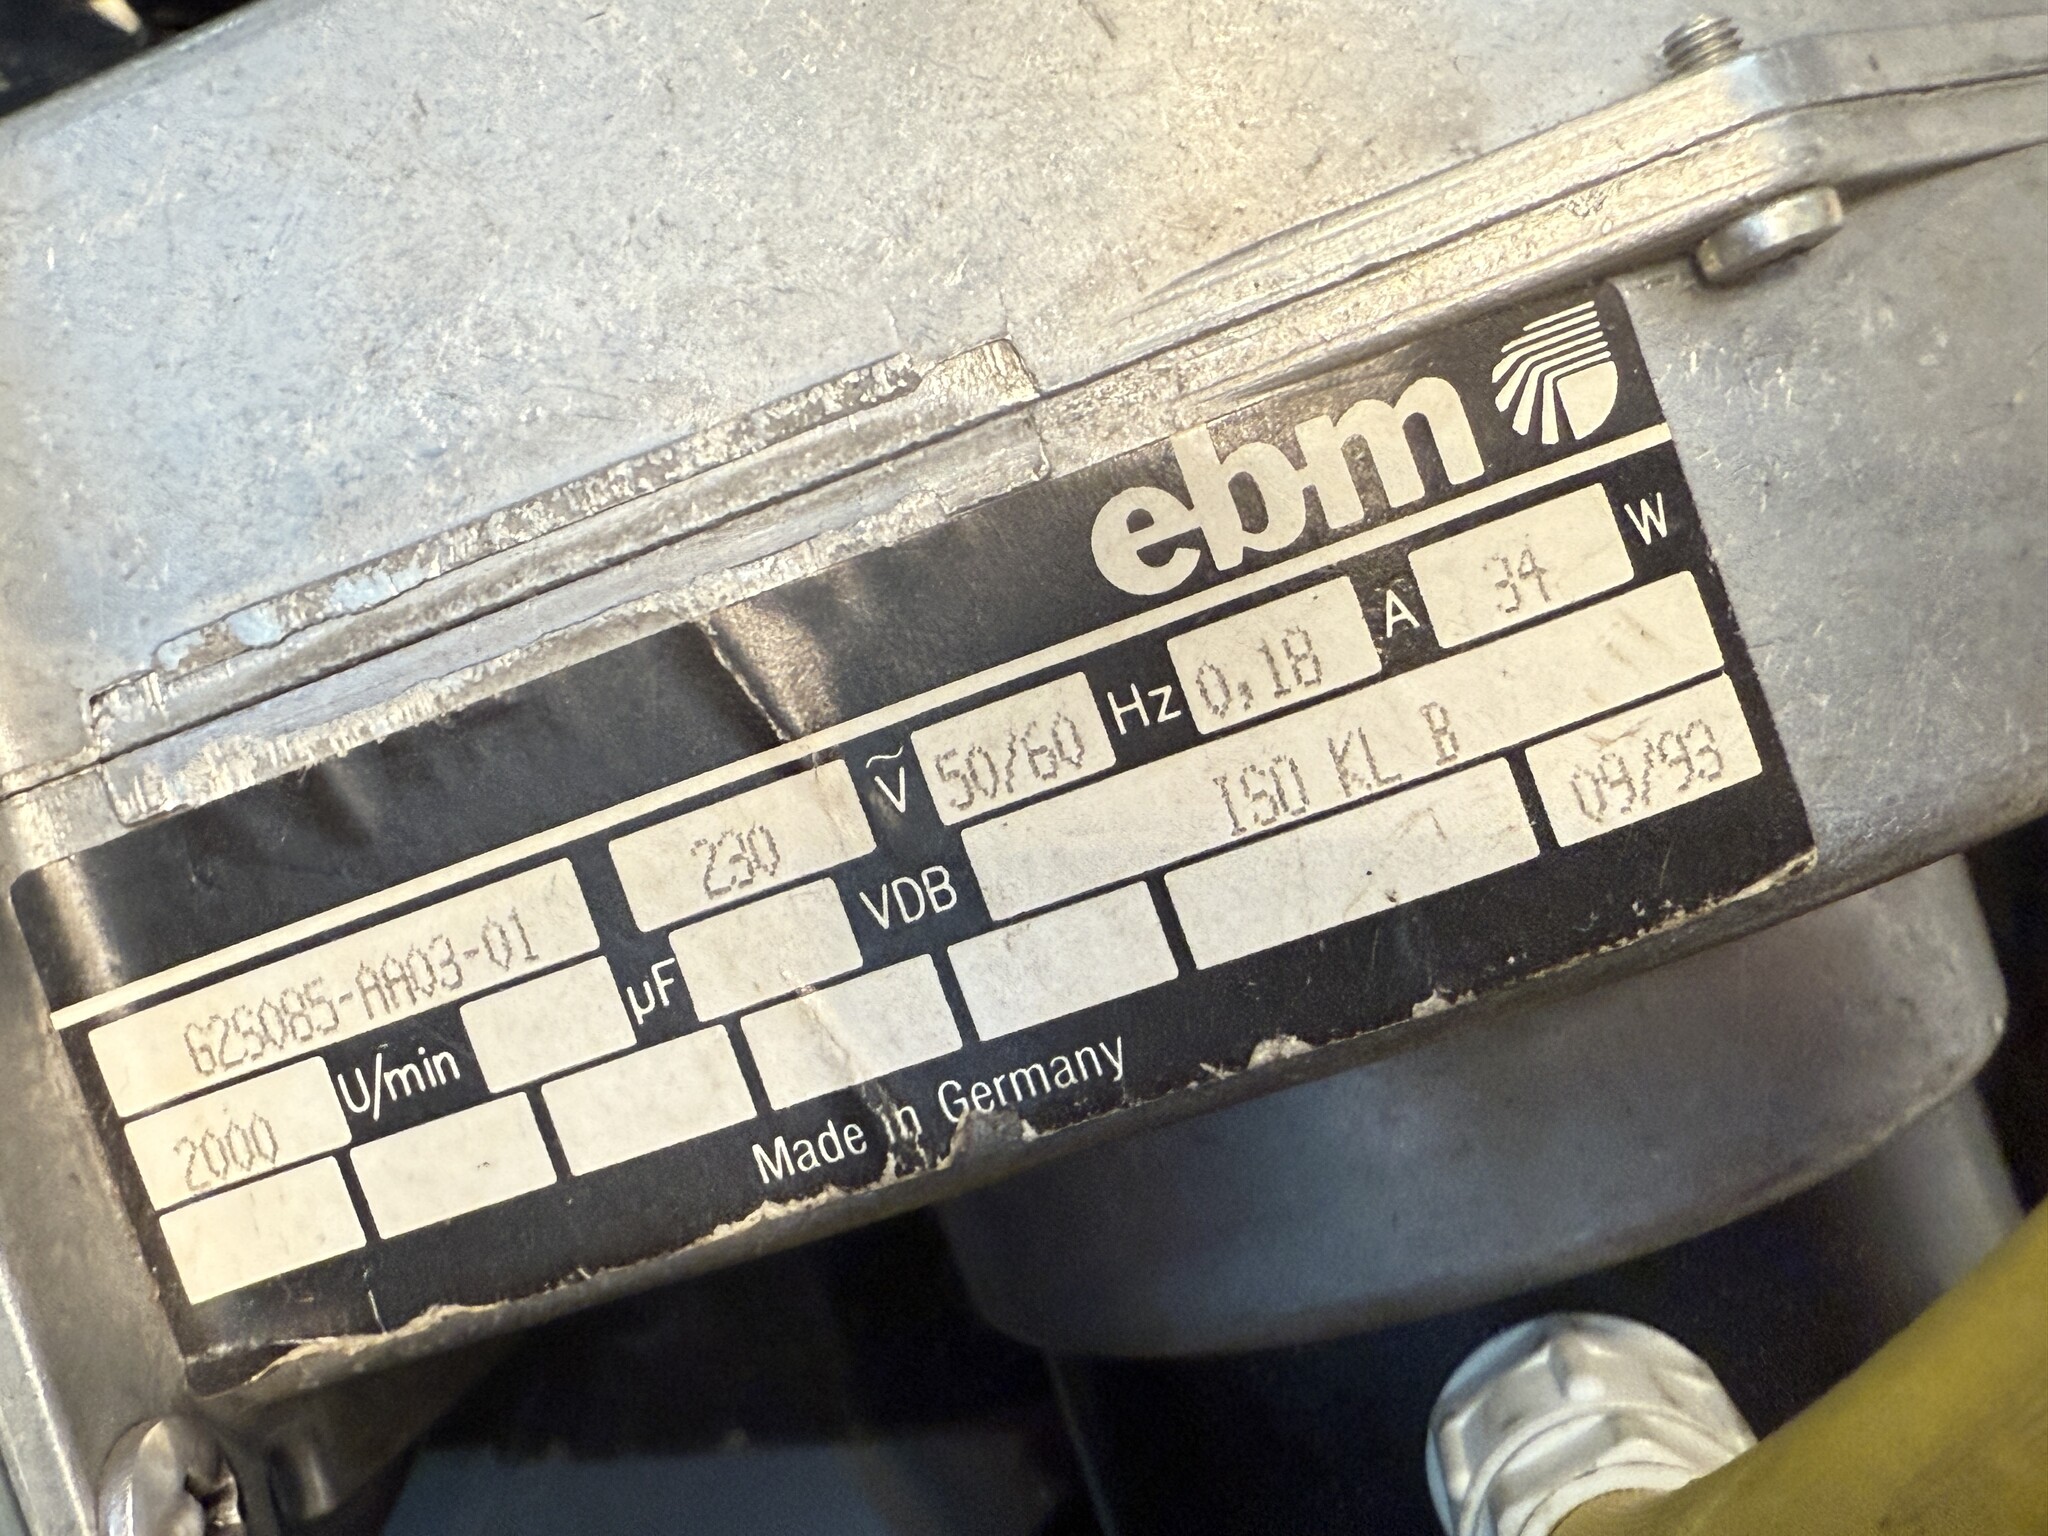 ebm
G25085-AA03-01 230 V~ 50/60 Hz 0,18 A 34 W
2000 U/min µF VDB ISO KL B
09/93
Made in Germany